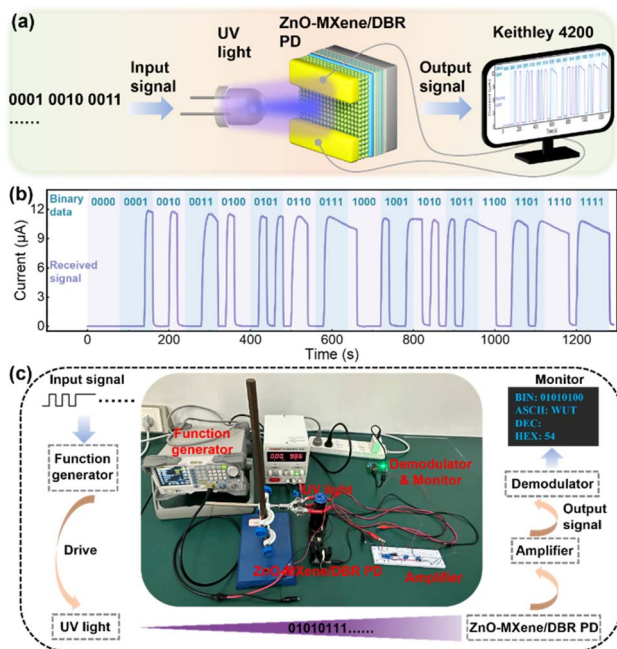 (a)
UV
light
ZnO-MXene/DBR
PD
Keithley 4200
0001 0010 0011
......
Input
signal
Output
signal
(b)
Binary
data
0000 0001 0010 0011 0100 0101 0110 0111 1000 1001 1010 1011 1100 1101 1110 1111
Received
signal
Current (μA)
12
9
6
3
0
0 200 400 600 800 1000 1200
Time (s)
(c)
Input signal
......
Function
generator
Drive
UV light
Function
generator
UV light
Demodulator
& Monitor
ZnO-MXene/DBR PD
Amplifier
Monitor
BIN: 01010100
ASCH: WUT
DEC:
HEX: 54
Demodulator
Output
signal
Amplifier
ZnO-MXene/DBR PD
01010111......